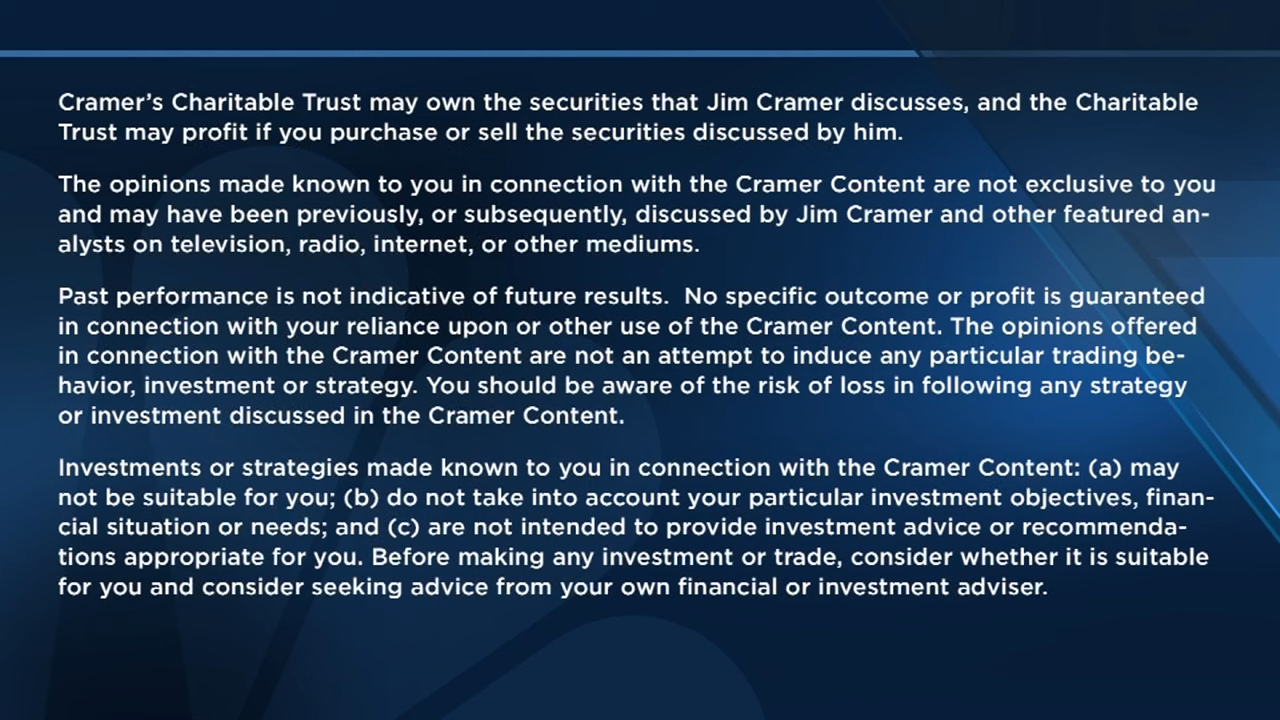 Cramer’s Charitable Trust may own the securities that Jim Cramer discusses, and the Charitable
Trust may profit if you purchase or sell the securities discussed by him.
The opinions made known to you in connection with the Cramer Content are not exclusive to you
and may have been previously, or subsequently, discussed by Jim Cramer and other featured an-
alysts on television, radio, internet, or other mediums.
Past performance is not indicative of future results.  No specific outcome or profit is guaranteed
in connection with your reliance upon or other use of the Cramer Content. The opinions offered
in connection with the Cramer Content are not an attempt to induce any particular trading be-
havior, investment or strategy. You should be aware of the risk of loss in following any strategy
or investment discussed in the Cramer Content.
Investments or strategies made known to you in connection with the Cramer Content: (a) may
not be suitable for you; (b) do not take into account your particular investment objectives, finan-
cial situation or needs; and (c) are not intended to provide investment advice or recommenda-
tions appropriate for you. Before making any investment or trade, consider whether it is suitable
for you and consider seeking advice from your own financial or investment adviser.